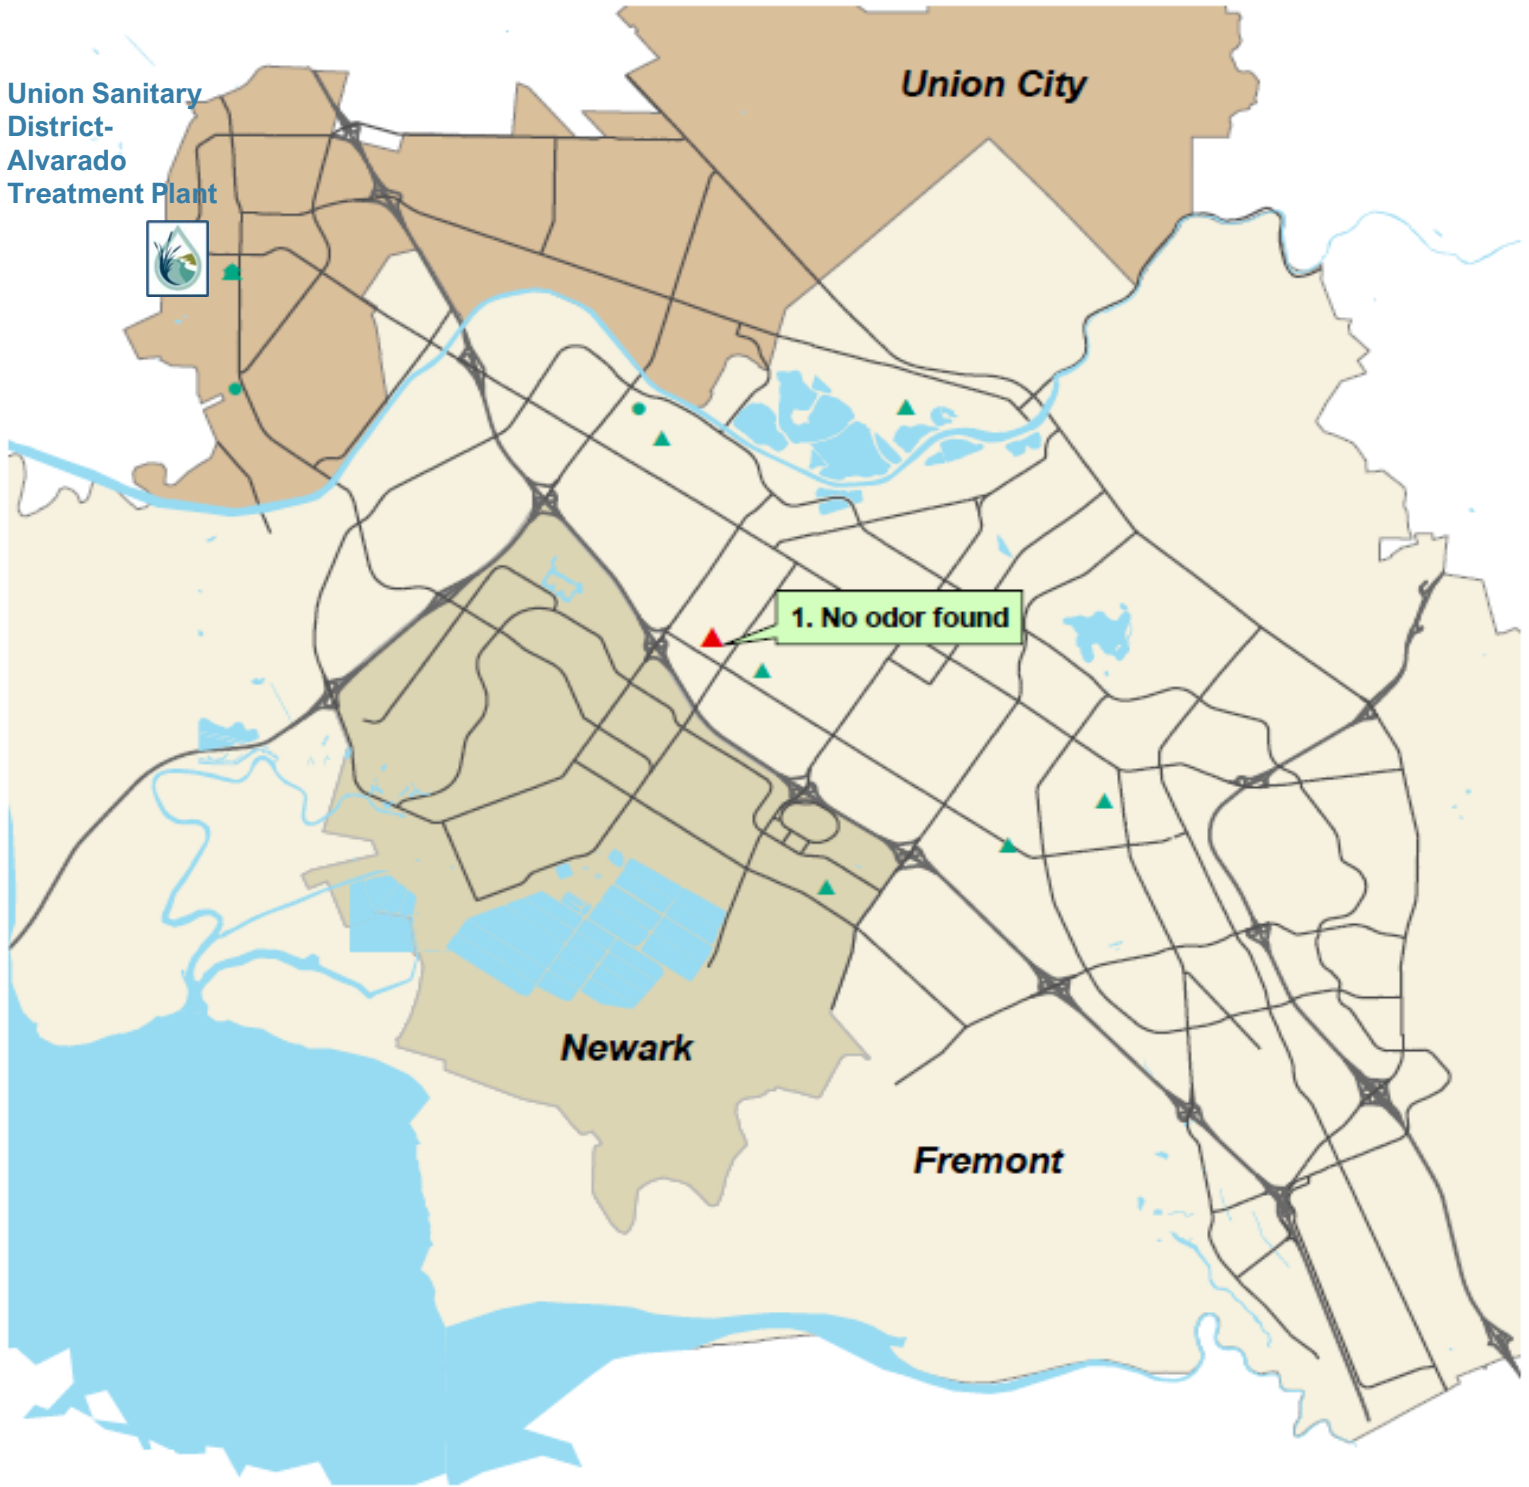 Union City
Union Sanitary
District-
Alvarado
Treatment Plant
1. No odor found
Newark
Fremont